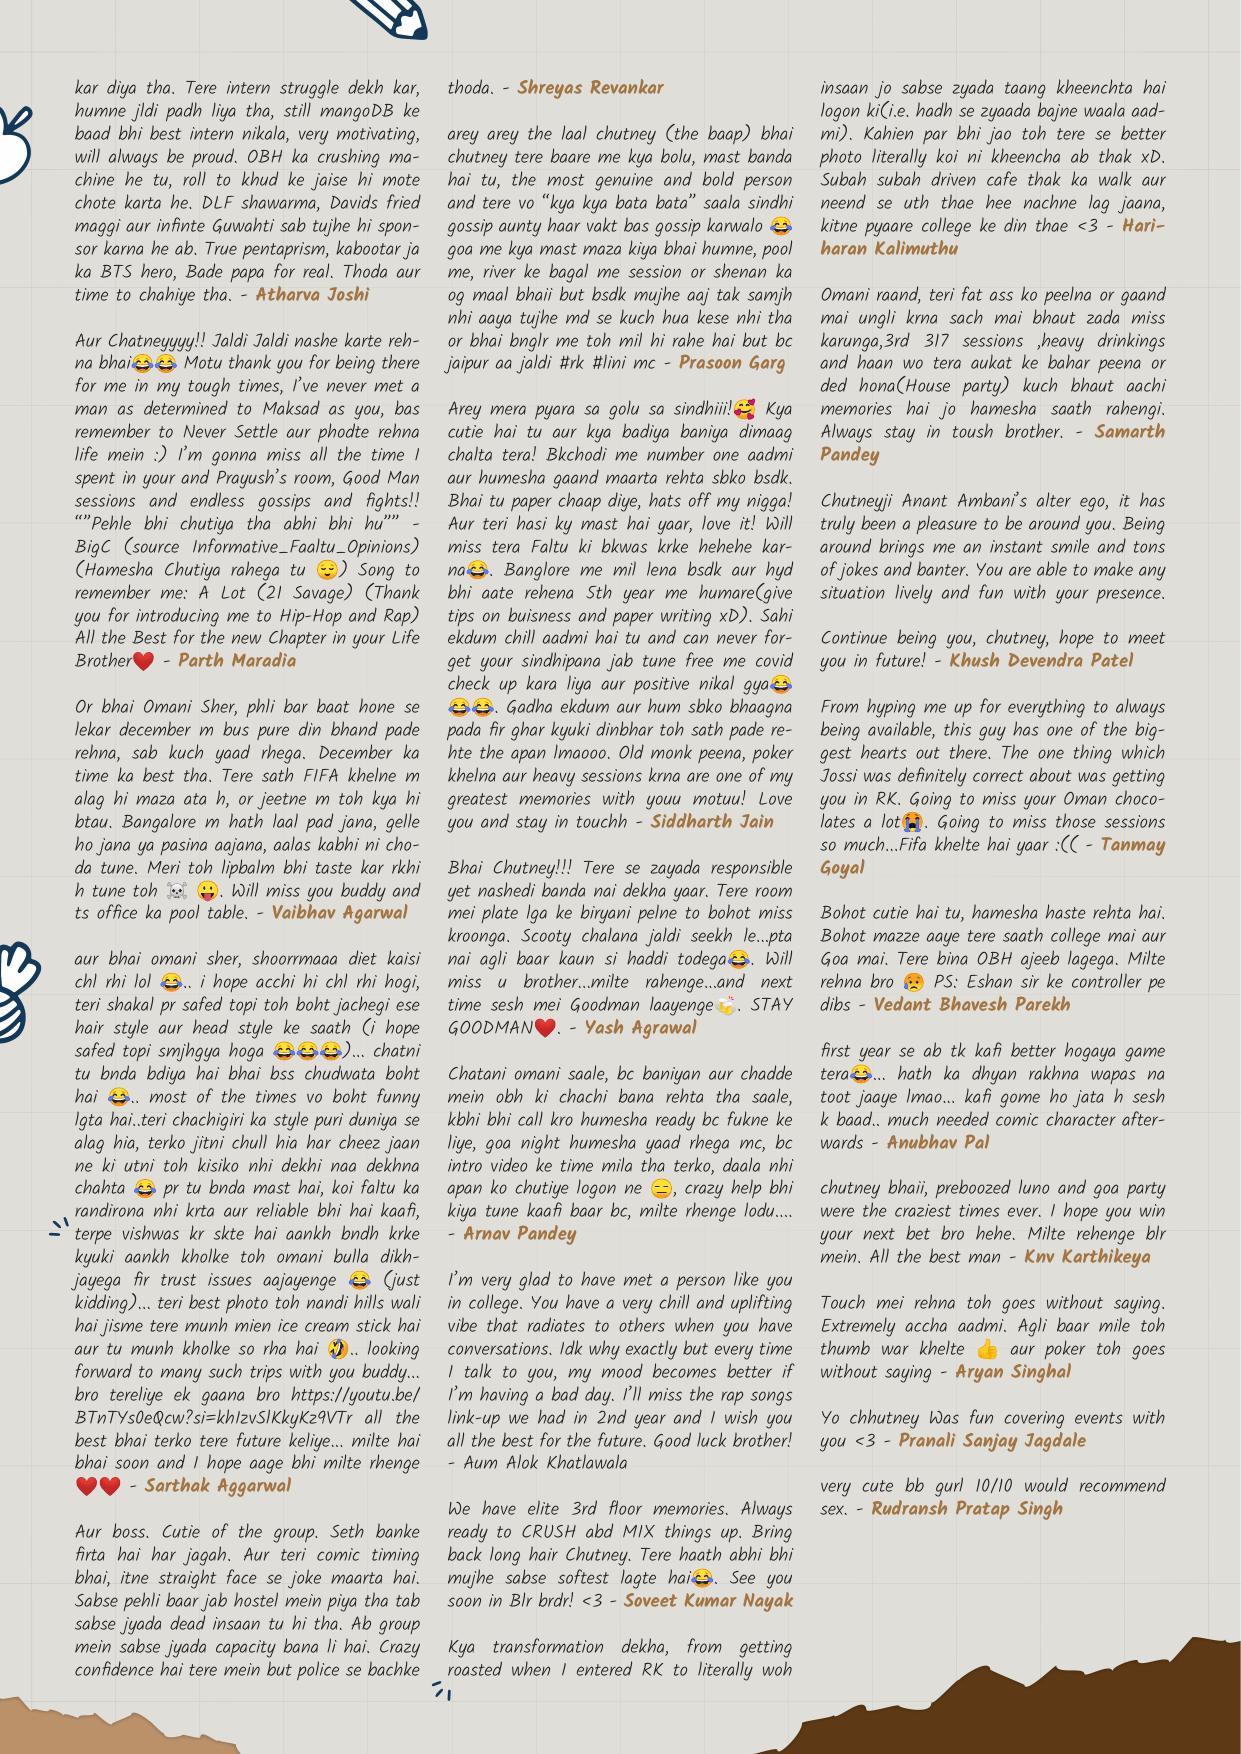 kar diya tha. Tere intern struggle dekh kar,
humne jldi padh liya tha, still mangoDB ke
baad bhi best intern nikala, very motivating,
will always be proud. OBH ka crushing ma-
chine he tu, roll to khud ke jaise hi mote
chote karta he. DLF shawarma, Davids fried
maggi aur infinte Guwahti sab tujhe hi spon-
sor karna he ab. True pentaprism, kabootar ja
ka BTS hero, Bade papa for real. Thoda aur
time to chahiye tha. - Atharva Joshi

Aur Chatneyyyy!! Jaldi Jaldi nashe karte reh-
na bhai😂😂 Motu thank you for being there
for me in my tough times, I've never met a
man as determined to Maksad as you, bas
remember to Never Settle aur phodte rehna
life mein :) I'm gonna miss all the time I
spent in your and Prayush's room, Good Man
sessions and endless gossips and fights!!
“”Pehle bhi chutiya tha abhi bhi hu”” -
BigC (source Informative_Faaltu_Opinions)
(Hamesha Chutiya rahega tu 😌) Song to
remember me: A Lot (21 Savage) (Thank
you for introducing me to Hip-Hop and Rap)
All the Best for the new Chapter in your Life
Brother❤️ - Parth Maradia

Or bhai Omani Sher, phli bar baat hone se
lekar december m bus pure din bhand pade
rehna, sab kuch yaad rhega. December ka
time ka best tha. Tere sath FIFA khelne m
alag hi maza ata h, or jeetne m toh kya hi
btau. Bangalore m hath laal pad jana, gelle
ho jana ya pasina aajana, aalas kabhi ni cho-
da tune. Meri toh lipbalm bhi taste kar rkhi
h tune toh ☠️ 😛. Will miss you buddy and
ts office ka pool table. - Vaibhav Agarwal

aur bhai omani sher, shoorrmaaa diet kaisi
chl rhi lol 😂.. i hope acchi hi chl rhi hogi,
teri shakal pr safed topi toh boht jachegi ese
hair style aur head style ke saath (i hope
safed topi smjhgya hoga 😂😂😂)... chatni
tu bnda bdiya hai bhai bss chudwata boht
hai 😂.. most of the times vo boht funny
lgta hai..teri chachigiri ka style puri duniya se
alag hia, terko jitni chull hia har cheez jaan
ne ki utni toh kisiko nhi dekhi naa dekhna
chahta 😂 pr tu bnda mast hai, koi faltu ka
randirona nhi krta aur reliable bhi hai kaafi,
terpe vishwas kr skte hai aankh bndh krke
kyuki aankh kholke toh omani bulla dikh-
jayega fir trust issues aajayenge 😂 (just
kidding)... teri best photo toh nandi hills wali
hai jisme tere munh mien ice cream stick hai
aur tu munh kholke so rha hai 🤣.. looking
forward to many such trips with you buddy...
bro tereliye ek gaana bro https://youtu.be/
BTnTYs0eQcw?si=khIzvSlKkyKz9VTr all the
best bhai terko tere future keliye... milte hai
bhai soon and I hope aage bhi milte rhenge
❤️❤️ - Sarthak Aggarwal

Aur boss. Cutie of the group. Seth banke
firta hai har jagah. Aur teri comic timing
bhai, itne straight face se joke maarta hai.
Sabse pehli baar jab hostel mein piya tha tab
sabse jyada dead insaan tu hi tha. Ab group
mein sabse jyada capacity bana li hai. Crazy
confidence hai tere mein but police se bachke
thoda. - Shreyas Revankar

arey arey the laal chutney (the baap) bhai
chutney tere baare me kya bolu, mast banda
hai tu, the most genuine and bold person
and tere vo “kya kya bata bata” saala sindhi
gossip aunty haar vakt bas gossip karwalo 😂
goa me kya mast maza kiya bhai humne, pool
me, river ke bagal me session or shenan ka
og maal bhaii but bsdk mujhe aaj tak samjh
nhi aaya tujhe md se kuch hua kese nhi tha
or bhai bnglr me toh mil hi rahe hai but bc
jaipur aa jaldi #rk #lini mc - Prasoon Garg

Arey mera pyara sa golu sa sindhiii!🥰 Kya
cutie hai tu aur kya badiya baniya dimaag
chalta tera! Bkchodi me number one aadmi
aur humesha gaand maarta rehta sbko bsdk.
Bhai tu paper chaap diye, hats off my nigga!
Aur teri hasi ky mast hai yaar, love it! Will
miss tera Faltu ki bkwas krke hehehe kar-
na😂. Banglore me mil lena bsdk aur hyd
bhi aate rehena 5th year me humare(give
tips on buisness and paper writing xD). Sahi
ekdum chill aadmi hai tu and can never for-
get your sindhipana jab tune free me covid
check up kara liya aur positive nikal gya😂
😂😂. Gadha ekdum aur hum sbko bhaagna
pada fir ghar kyuki dinbhar toh sath pade re-
hte the apan lmaooo. Old monk peena, poker
khelna aur heavy sessions krna are one of my
greatest memories with youu motuu! Love
you and stay in touchh - Siddharth Jain

Bhai Chutney!!! Tere se zayada responsible
yet nashedi banda nai dekha yaar. Tere room
mei plate lga ke biryani pelne to bohot miss
kroonga. Scooty chalana jaldi seekh le...pta
nai agli baar kaun si haddi todega😂. Will
miss u brother...milte rahenge...and next
time sesh mei Goodman laayenge🍻. STAY
GOODMAN❤️. - Yash Agrawal

Chatani omani saale, bc baniyan aur chadde
mein obh ki chachi bana rehta tha saale,
kbhi bhi call kro humesha ready bc fukne ke
liye, goa night humesha yaad rhega mc, bc
intro video ke time mila tha terko, daala nhi
apan ko chutiye logon ne 😑, crazy help bhi
kiya tune kaafi baar bc, milte rhenge lodu....
- Arnav Pandey

I'm very glad to have met a person like you
in college. You have a very chill and uplifting
vibe that radiates to others when you have
conversations. Idk why exactly but every time
I talk to you, my mood becomes better if
I'm having a bad day. I'll miss the rap songs
link-up we had in 2nd year and I wish you
all the best for the future. Good luck brother!
- Aum Alok Khatlawala

We have elite 3rd floor memories. Always
ready to CRUSH abd MIX things up. Bring
back long hair Chutney. Tere haath abhi bhi
mujhe sabse softest lagte hai😂. See you
soon in Blr brdr! <3 - Soveet Kumar Nayak

Kya transformation dekha, from getting
roasted when I entered RK to literally woh
insaan jo sabse zyada taang kheenchta hai
logon ki(i.e. hadh se zyaada bajne waala aad-
mi). Kahien par bhi jao toh tere se better
photo literally koi ni kheencha ab thak xD.
Subah subah driven cafe thak ka walk aur
neend se uth thae hee nachne lag jaana,
kitne pyaare college ke din thae <3 - Hari-
haran Kalimuthu

Omani raand, teri fat ass ko peelna or gaand
mai ungli krna sach mai bhaut zada miss
karunga,3rd 317 sessions ,heavy drinkings
and haan wo tera aukat ke bahar peena or
ded hona(House party) kuch bhaut aachi
memories hai jo hamesha saath rahengi.
Always stay in toush brother. - Samarth
Pandey

Chutneyji Anant Ambani's alter ego, it has
truly been a pleasure to be around you. Being
around brings me an instant smile and tons
of jokes and banter. You are able to make any
situation lively and fun with your presence.

Continue being you, chutney, hope to meet
you in future! - Khush Devendra Patel

From hyping me up for everything to always
being available, this guy has one of the big-
gest hearts out there. The one thing which
Jossi was definitely correct about was getting
you in RK. Going to miss your Oman choco-
lates a lot😭. Going to miss those sessions
so much...Fifa khelte hai yaar :(( - Tanmay
Goyal

Bohot cutie hai tu, hamesha haste rehta hai.
Bohot mazze aaye tere saath college mai aur
Goa mai. Tere bina OBH ajeeb lagega. Milte
rehna bro 😥 PS: Eshan sir ke controller pe
dibs - Vedant Bhavesh Parekh

first year se ab tk kafi better hogaya game
tera😂... hath ka dhyan rakhna wapas na
toot jaaye lmao... kafi gome ho jata h sesh
k baad.. much needed comic character after-
wards - Anubhav Pal

chutney bhaii, preboozed luno and goa party
were the craziest times ever. I hope you win
your next bet bro hehe. Milte rehenge blr
mein. All the best man - Knv Karthikeya

Touch mei rehna toh goes without saying.
Extremely accha aadmi. Agli baar mile toh
thumb war khelte 👍 aur poker toh goes
without saying - Aryan Singhal

Yo chhutney Was fun covering events with
you <3 - Pranali Sanjay Jagdale

very cute bb gurl 10/10 would recommend
sex. - Rudransh Pratap Singh